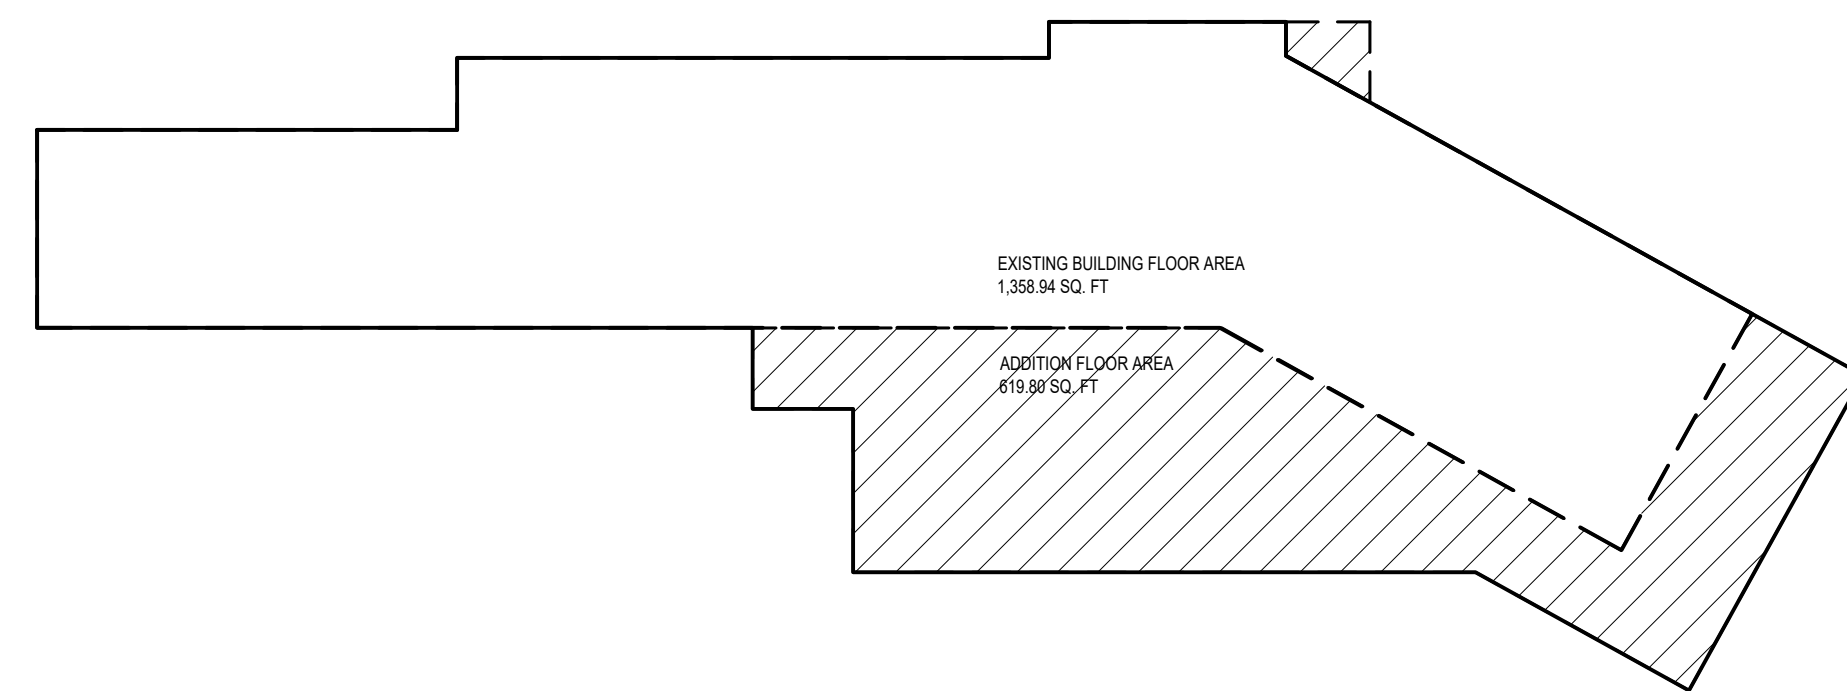 EXISTING BUILDING FLOOR AREA
1,358.94 SQ. FT
ADDITION FLOOR AREA
619.80 SQ. FT